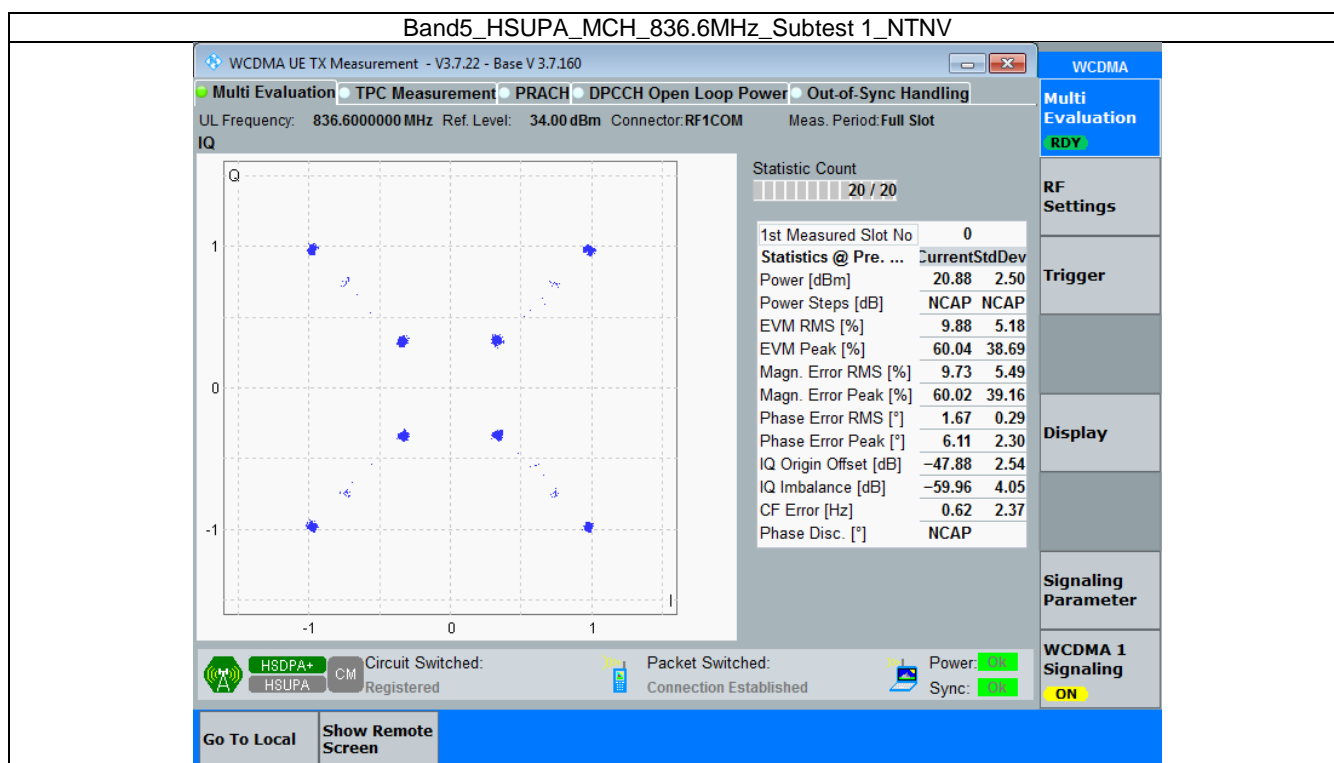 Band5_HSUPA_MCH_836.6MHz_Subtest 1_NTNV
WCDMA UE TX Measurement - V3.7.22 - Base V 3.7.160
WCDMA
Multi Evaluation TPC Measurement PRACH DPCCH Open Loop Power Out-of-Sync Handling
UL Frequency: 836.6000000 MHz Ref. Level: 34.00 dBm Connector:RF1COM Meas. Period:Full Slot
IQ
Q
1
0
-1
-1 0 1
I
Statistic Count
20 / 20
1st Measured Slot No 0
Statistics @ Pre. ... CurrentStdDev
Power [dBm] 20.88 2.50
Power Steps [dB] NCAP NCAP
EVM RMS [%] 9.88 5.18
EVM Peak [%] 60.04 38.69
Magn. Error RMS [%] 9.73 5.49
Magn. Error Peak [%] 60.02 39.16
Phase Error RMS [°] 1.67 0.29
Phase Error Peak [°] 6.11 2.30
IQ Origin Offset [dB] −47.88 2.54
IQ Imbalance [dB] −59.96 4.05
CF Error [Hz] 0.62 2.37
Phase Disc. [°] NCAP
Multi
Evaluation
RDY
RF
Settings
Trigger
Display
Signaling
Parameter
WCDMA 1
Signaling
ON
HSDPA+
HSUPA
CM
Circuit Switched:
Registered
Packet Switched:
Connection Established
Power: Ok
Sync: Ok
Go To Local
Show Remote
Screen